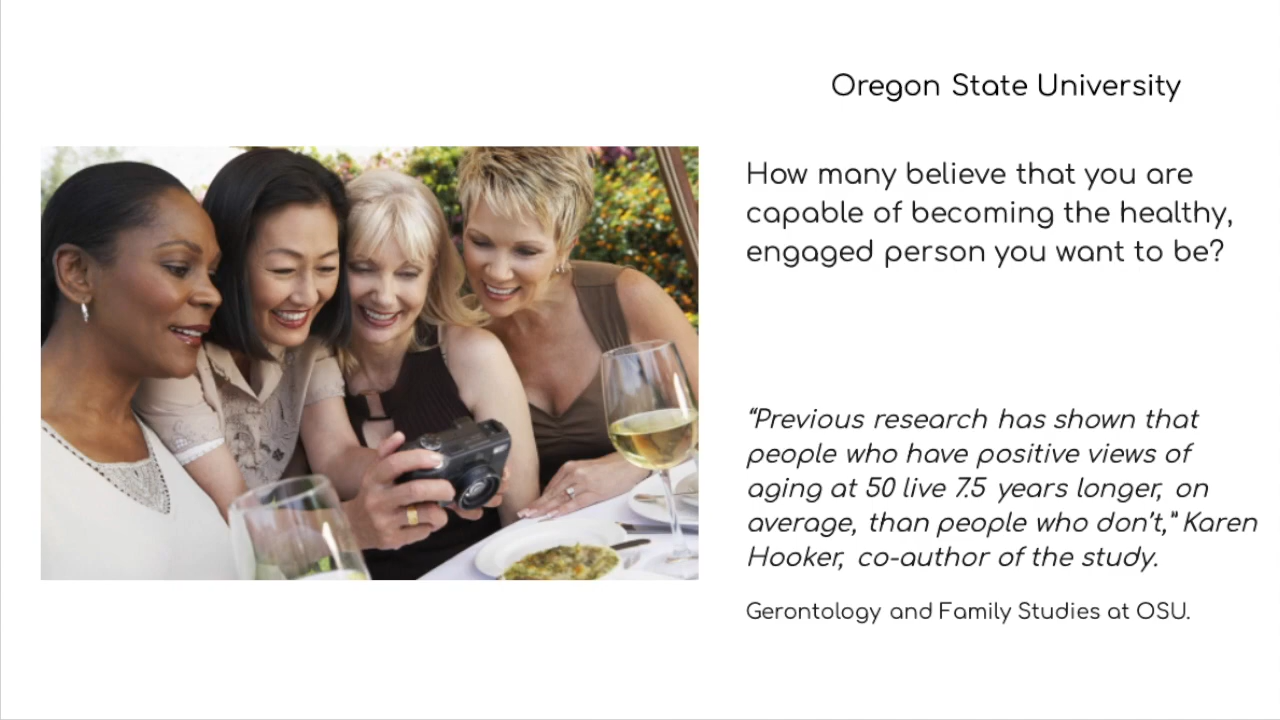 Oregon State University
How many believe that you are
capable of becoming the healthy,
engaged person you want to be?
“Previous research has shown that
people who have positive views of
aging at 50 live 7.5 years longer, on
average, than people who don’t,” Karen
Hooker, co-author of the study.
Gerontology and Family Studies at OSU.